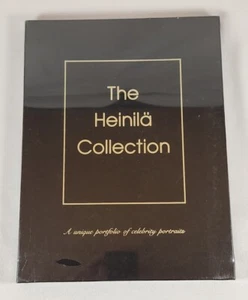 The
Heinilä
Collection
A unique portfolio of celebrity portraits